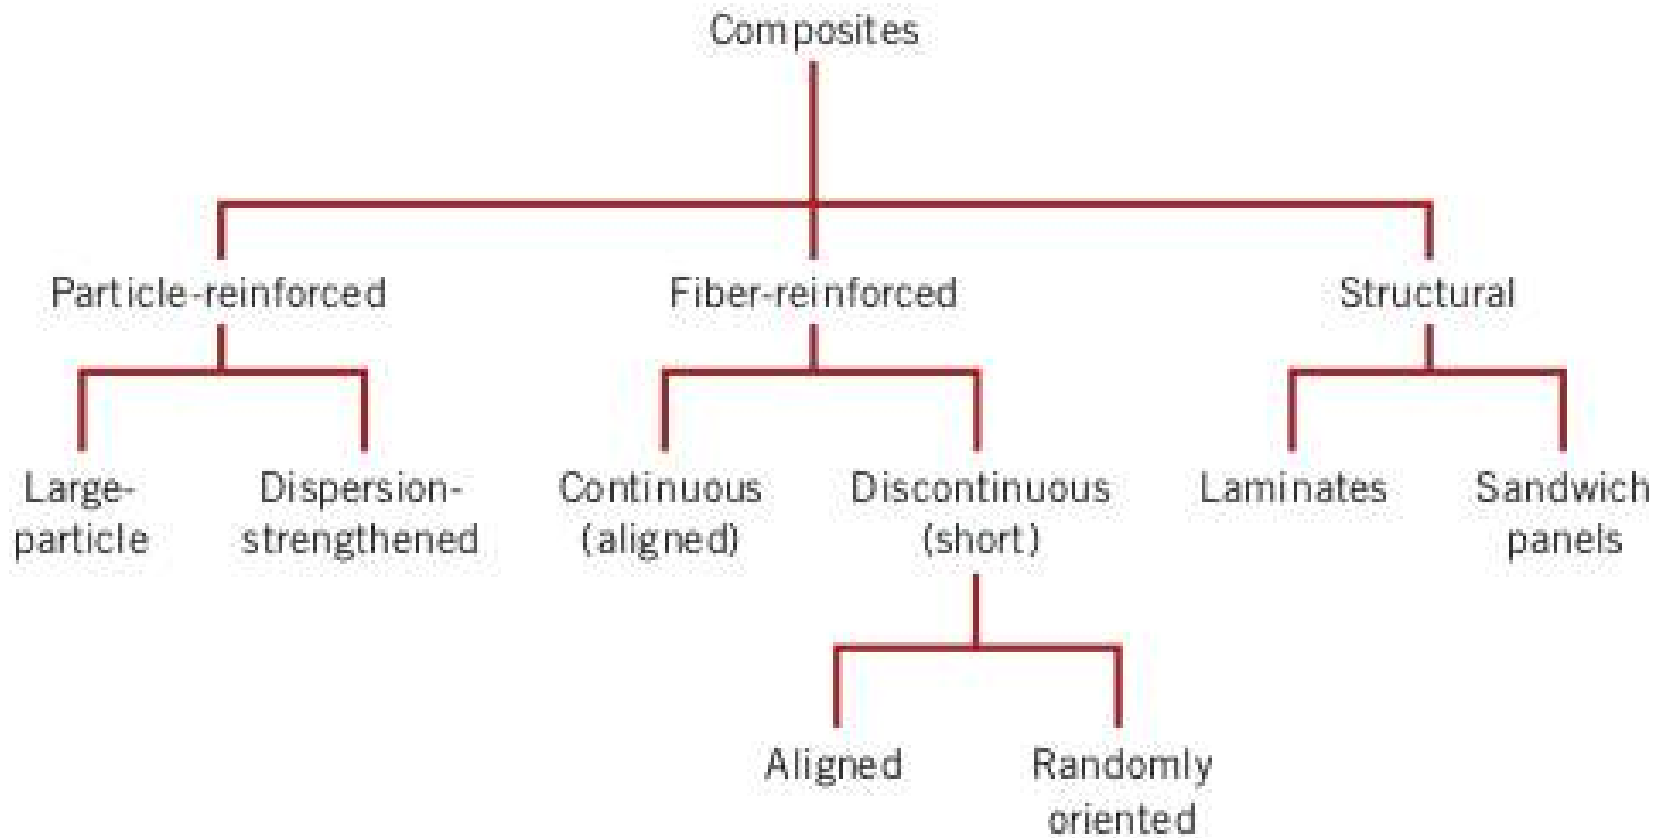 Composites
Particle-reinforced
Fiber-reinforced
Structural
Large-
particle
Dispersion-
strengthened
Continuous
(aligned)
Discontinuous
(short)
Laminates
Sandwich
panels
Aligned
Randomly
oriented